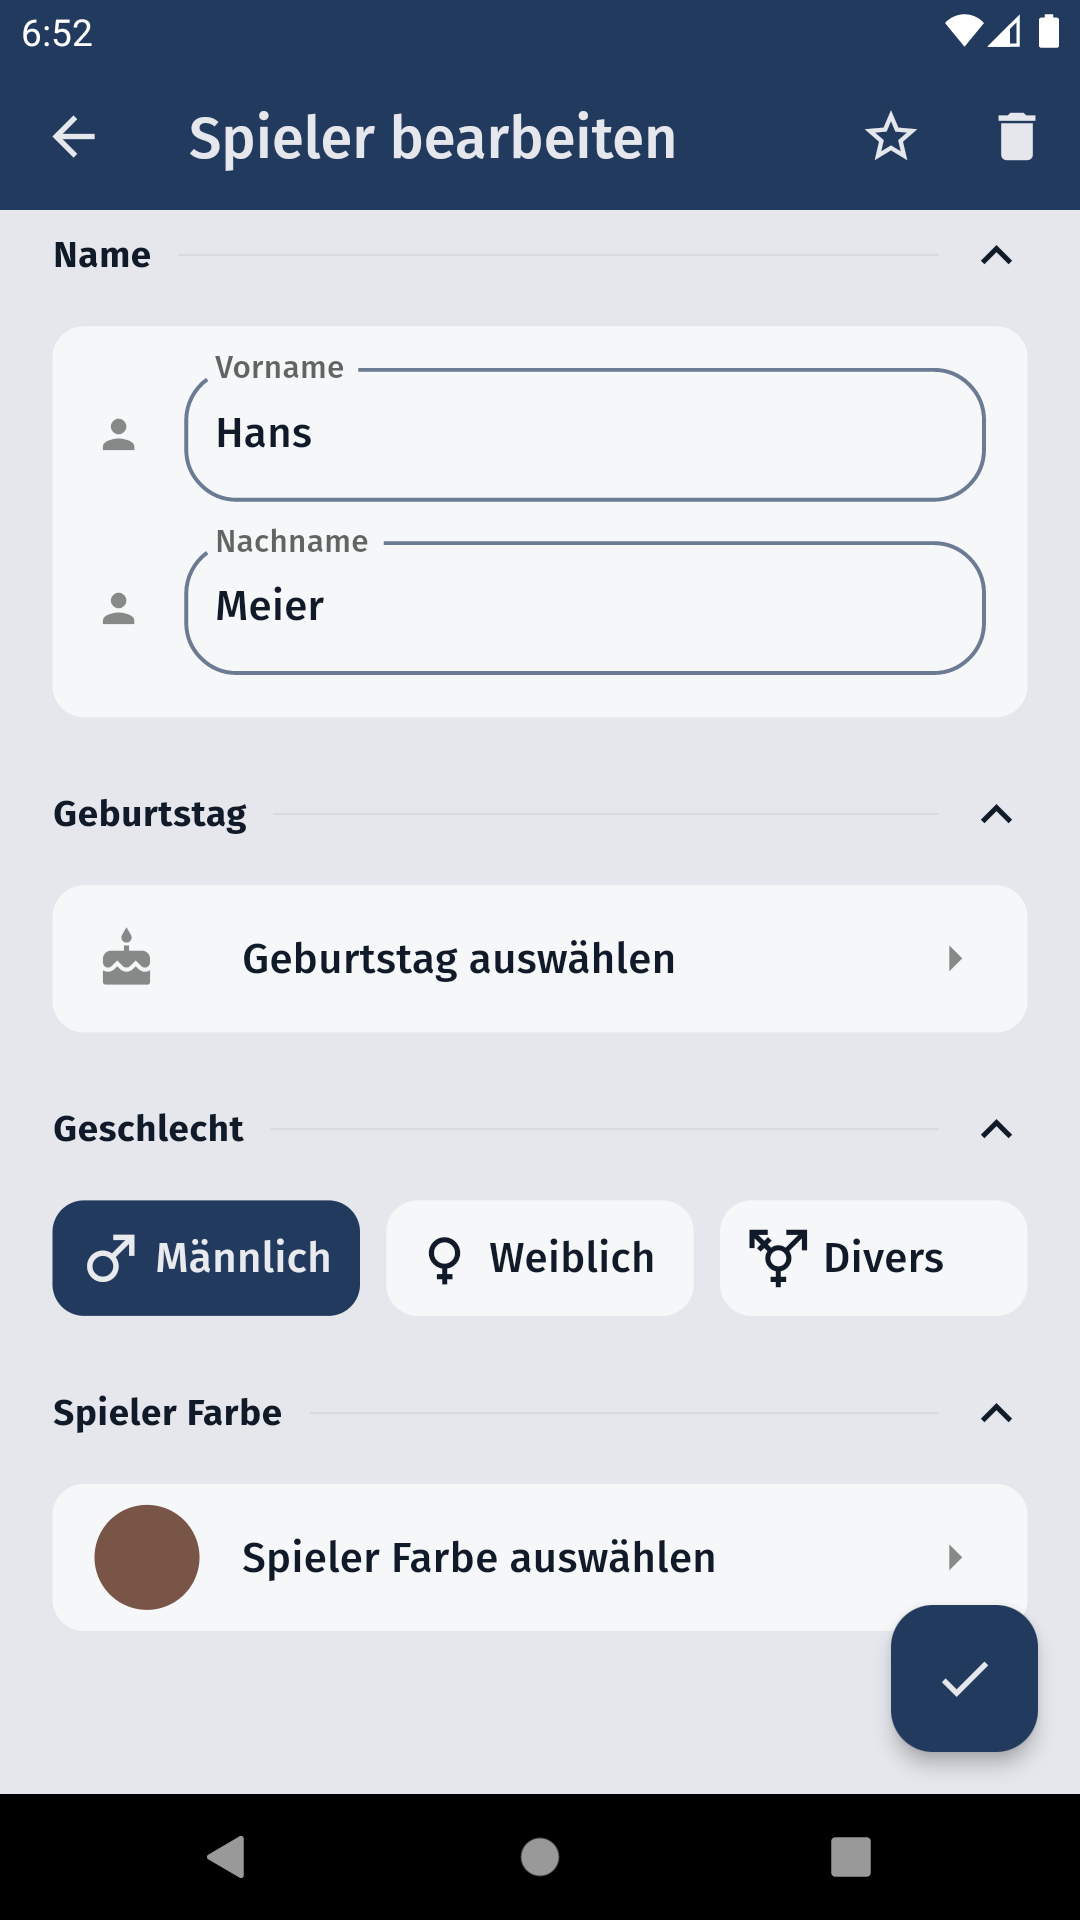 6:52
Spieler bearbeiten
Name
Vorname
Hans
Nachname
Meier
Geburtstag
Geburtstag auswählen
Geschlecht
Männlich Weiblich Divers
Spieler Farbe
Spieler Farbe auswählen